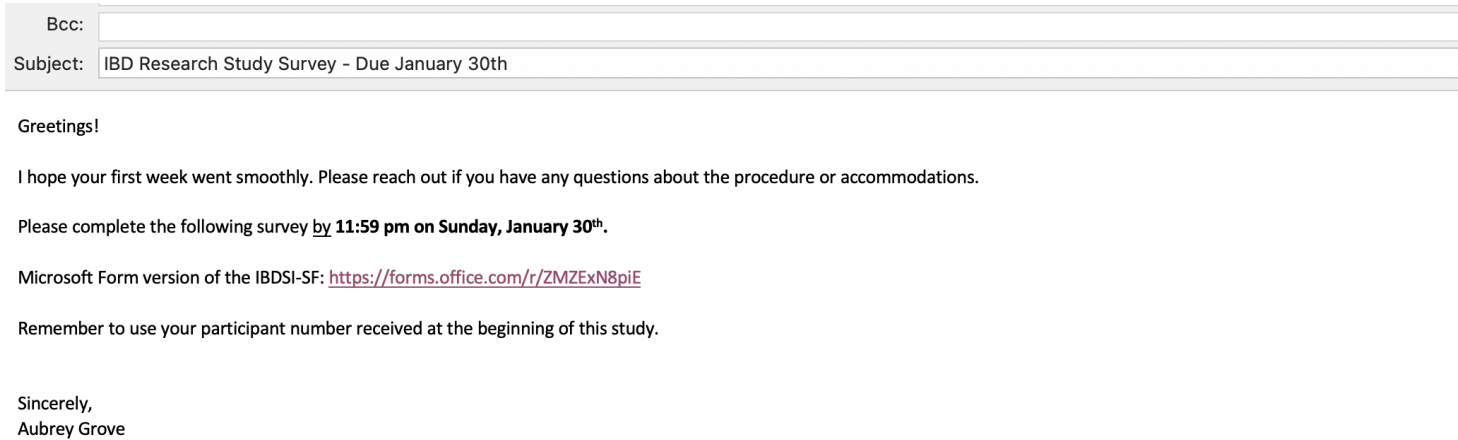 Bcc:
Subject: IBD Research Study Survey - Due January 30th
Greetings!
I hope your first week went smoothly. Please reach out if you have any questions about the procedure or accommodations.
Please complete the following survey by 11:59 pm on Sunday, January 30th.
Microsoft Form version of the IBDSI-SF: https://forms.office.com/r/ZMZExN8piE
Remember to use your participant number received at the beginning of this study.
Sincerely,
Aubrey Grove